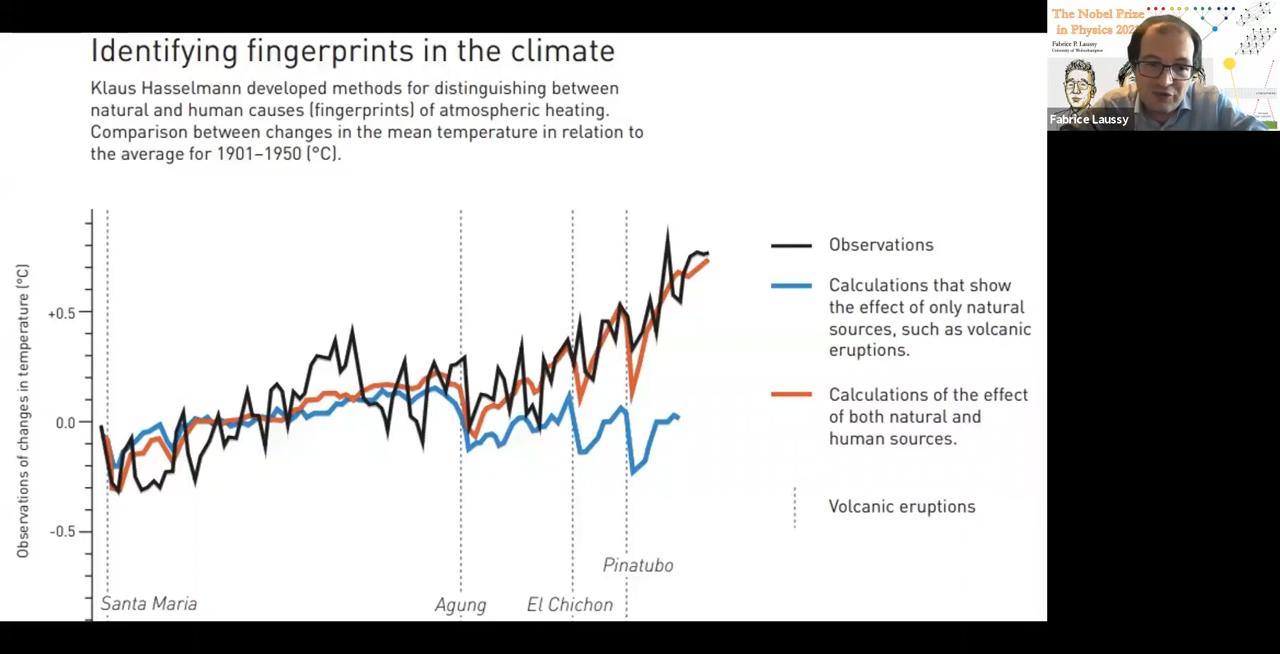 Identifying fingerprints in the climate
Klaus Hasselmann developed methods for distinguishing between
natural and human causes (fingerprints) of atmospheric heating.
Comparison between changes in the mean temperature in relation to
the average for 1901–1950 (°C).
Observations of changes in temperature (°C)
+0.5
0.0
-0.5
Santa Maria
Agung
El Chichon
Pinatubo
Observations
Calculations that show
the effect of only natural
sources, such as volcanic
eruptions.
Calculations of the effect
of both natural and
human sources.
Volcanic eruptions
The Nobel Prize
in Physics 202
Fabrice P. Laussy
University of Wolverhampton
Fabrice Laussy